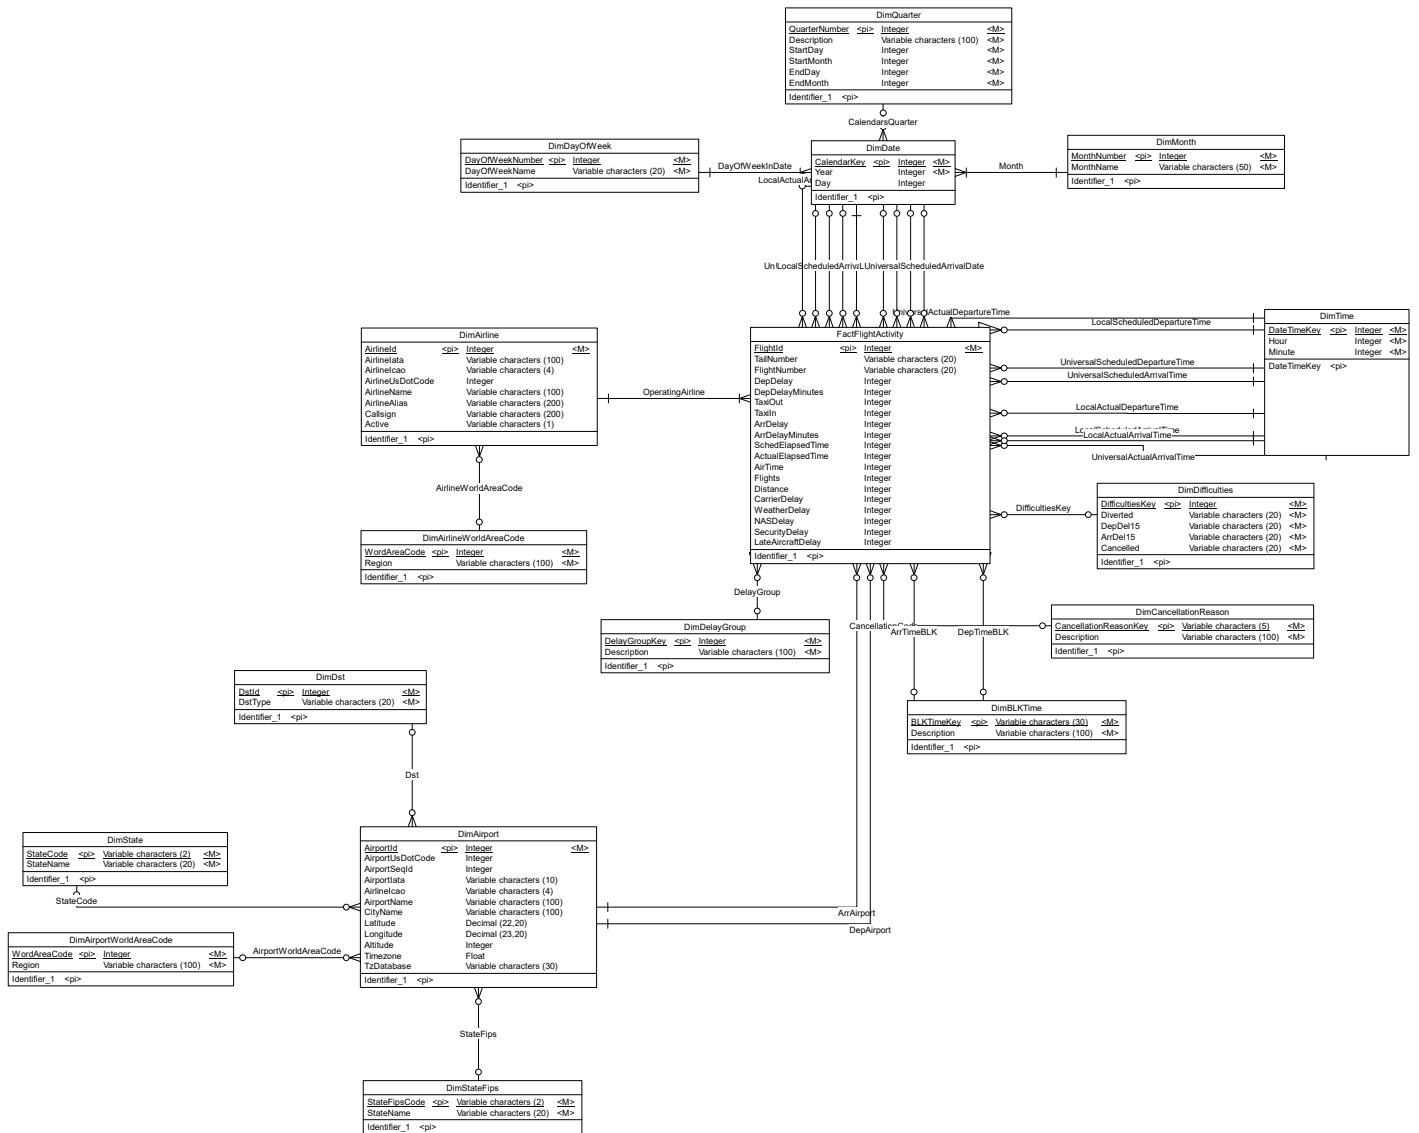 DimQuarter
QuarterNumber <pi> Integer <M>
Description Variable characters (100) <M>
StartDay Integer <M>
StartMonth Integer <M>
EndDay Integer <M>
EndMonth Integer <M>
Identifier_1 <pi>
CalendarsQuarter
DimDayOfWeek
DayOfWeekNumber <pi> Integer <M>
DayOfWeekName Variable characters (20) <M>
Identifier_1 <pi>
DayOfWeekInDate
DimDate
CalendarKey <pi> Integer <M>
Year Integer <M>
Day Integer
Identifier_1 <pi>
Month
DimMonth
MonthNumber <pi> Integer <M>
MonthName Variable characters (50) <M>
Identifier_1 <pi>
UniversalScheduledArrivalDate
DimAirline
AirlineId <pi> Integer <M>
AirlineIata Variable characters (100)
AirlineIcao Variable characters (4)
AirlineUsDotCode Integer
AirlineName Variable characters (100)
AirlineAlias Variable characters (200)
Callsign Variable characters (200)
Active Variable characters (1)
Identifier_1 <pi>
OperatingAirline
FactFlightActivity
FlightId <pi> Integer <M>
TailNumber Variable characters (20)
FlightNumber Variable characters (20)
DepDelay Integer
DepDelayMinutes Integer
TaxiOut Integer
TaxiIn Integer
ArrDelay Integer
ArrDelayMinutes Integer
SchedElapsedTime Integer
ActualElapsedTime Integer
AirTime Integer
Flights Integer
Distance Integer
CarrierDelay Integer
WeatherDelay Integer
NASDelay Integer
SecurityDelay Integer
LateAircraftDelay Integer
Identifier_1 <pi>
UniversalActualDepartureTime
LocalScheduledDepartureTime
UniversalScheduledDepartureTime
UniversalScheduledArrivalTime
LocalActualDepartureTime
LocalActualArrivalTime
UniversalActualArrivalTime
DimTime
DateTimeKey <pi> Integer <M>
Hour Integer <M>
Minute Integer <M>
DateTimeKey <pi>
AirlineWorldAreaCode
DimAirlineWorldAreaCode
WordAreaCode <pi> Integer <M>
Region Variable characters (100) <M>
Identifier_1 <pi>
DifficultiesKey
DimDifficulties
DifficultiesKey <pi> Integer <M>
Diverted Variable characters (20) <M>
DepDel15 Variable characters (20) <M>
ArrDel15 Variable characters (20) <M>
Cancelled Variable characters (20) <M>
Identifier_1 <pi>
DelayGroup
DimDelayGroup
DelayGroupKey <pi> Integer <M>
Description Variable characters (100) <M>
Identifier_1 <pi>
ArrTimeBLK
DepTimeBLK
DimCancellationReason
CancellationReasonKey <pi> Variable characters (5) <M>
Description Variable characters (100) <M>
Identifier_1 <pi>
DimBLKTime
BLKTimeKey <pi> Variable characters (30) <M>
Description Variable characters (100) <M>
Identifier_1 <pi>
DimDst
DstId <pi> Integer <M>
DstType Variable characters (20) <M>
Identifier_1 <pi>
Dst
DimState
StateCode <pi> Variable characters (2) <M>
StateName Variable characters (20) <M>
Identifier_1 <pi>
StateCode
DimAirport
AirportId <pi> Integer <M>
AirportUsDotCode Integer
AirportSeqId Integer
AirportIata Variable characters (10)
AirlineIcao Variable characters (4)
AirportName Variable characters (100)
CityName Variable characters (100)
Latitude Decimal (22,20)
Longitude Decimal (23,20)
Altitude Integer
Timezone Float
TzDatabase Variable characters (30)
Identifier_1 <pi>
ArrAirport
DepAirport
DimAirportWorldAreaCode
WordAreaCode <pi> Integer <M>
Region Variable characters (100) <M>
Identifier_1 <pi>
AirportWorldAreaCode
StateFips
DimStateFips
StateFipsCode <pi> Variable characters (2) <M>
StateName Variable characters (20) <M>
Identifier_1 <pi>